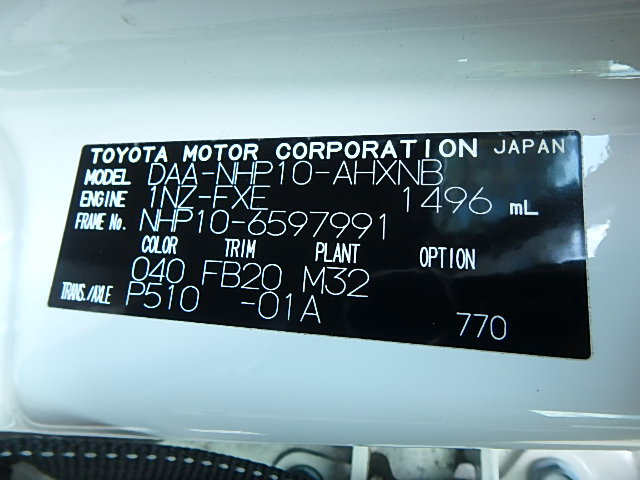 TOYOTA MOTOR CORPORATION JAPAN
MODEL DAA-NHP10-AHXNB
ENGINE 1NZ-FXE 1496 mL
FRAME No. NHP10-6597991
COLOR TRIM PLANT OPTION
040 FB20 M32
TRANS./AXLE P510 -01A
770